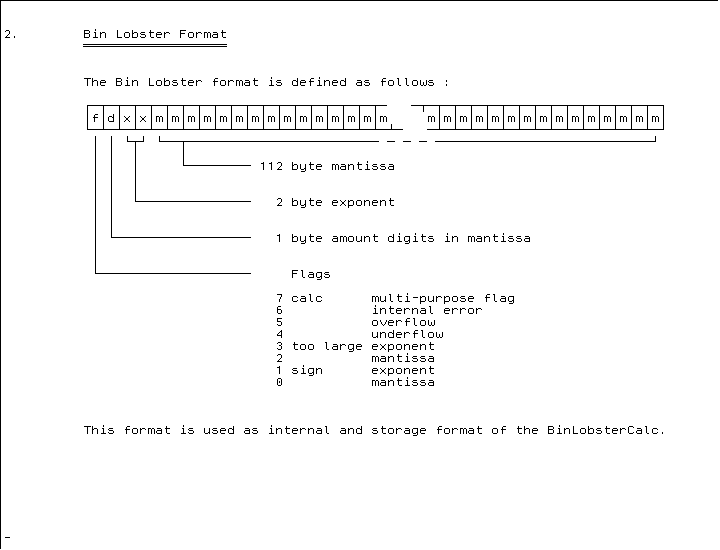 2. Bin Lobster Format
The Bin Lobster format is defined as follows :
f d x x m m m m m m m m m m m m m m m m m m m m m m m m m m m m m m
112 byte mantissa
2 byte exponent
1 byte amount digits in mantissa
Flags
7 calc multi-purpose flag
6 internal error
5 overflow
4 underflow
3 too large exponent
2 mantissa
1 sign exponent
0 mantissa
This format is used as internal and storage format of the BinLobsterCalc.
-